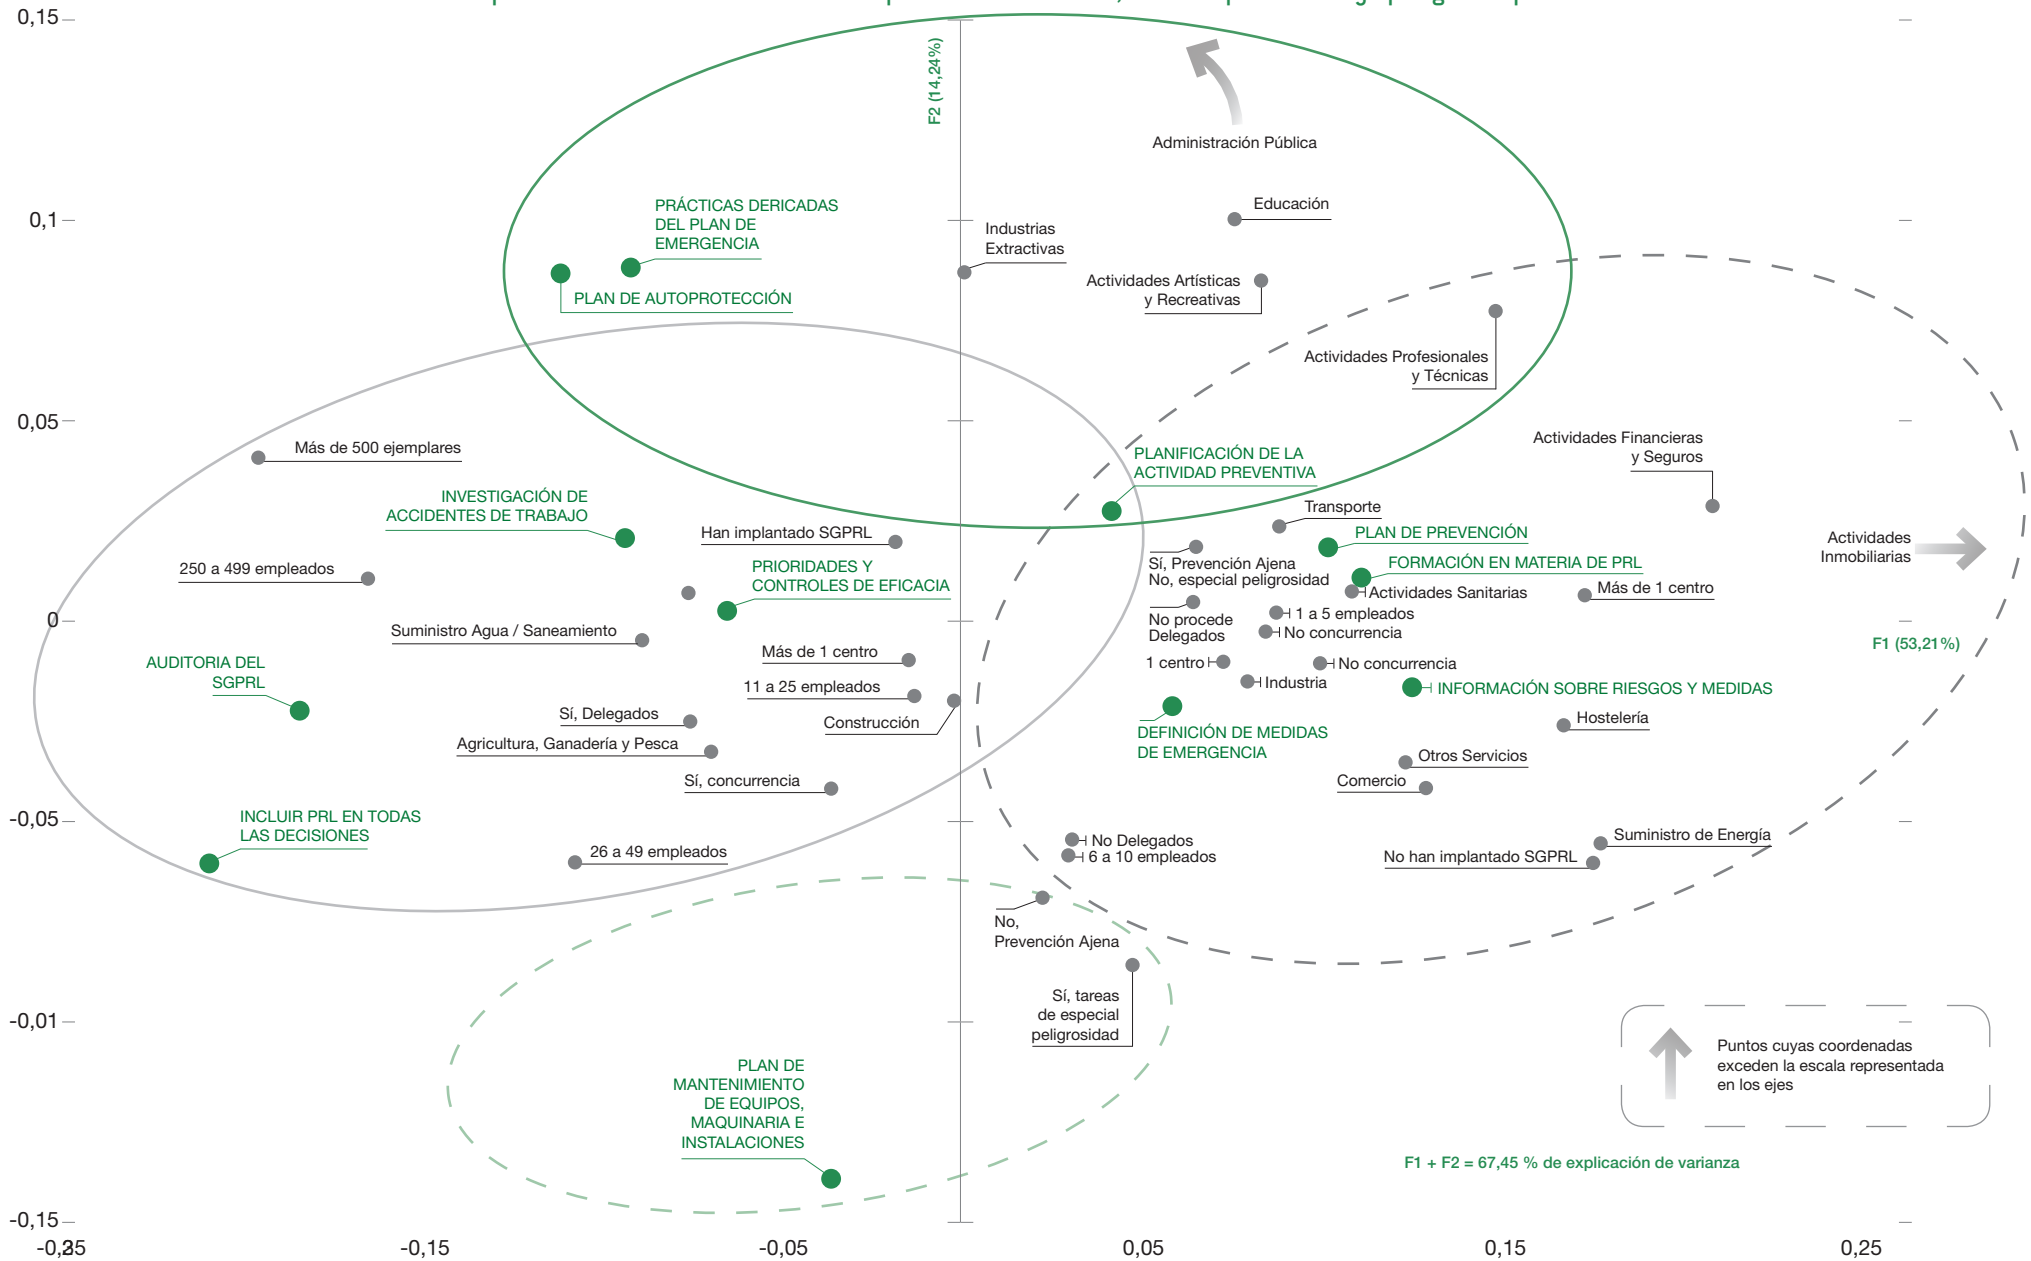 0,15
F2 (14,24%)
Administración Pública
0,1
PRÁCTICAS DERICADAS
DEL PLAN DE
EMERGENCIA
PLAN DE AUTOPROTECCIÓN
Industrias
Extractivas
Educación
Actividades Artísticas
y Recreativas
Actividades Profesionales
y Técnicas
0,05
Más de 500 ejemplares
INVESTIGACIÓN DE
ACCIDENTES DE TRABAJO
Han implantado SGPRL
PLANIFICACIÓN DE LA
ACTIVIDAD PREVENTIVA
Actividades Financieras
y Seguros
Transporte
PLAN DE PREVENCIÓN
Actividades
Inmobiliarias
250 a 499 empleados
PRIORIDADES Y
CONTROLES DE EFICACIA
Sí, Prevención Ajena
No, especial peligrosidad
FORMACIÓN EN MATERIA DE PRL
Actividades Sanitarias
Más de 1 centro
0
Suministro Agua / Saneamiento
No procede
Delegados
1 a 5 empleados
No concurrencia
F1 (53,21%)
AUDITORIA DEL
SGPRL
Más de 1 centro
1 centro
No concurrencia
11 a 25 empleados
Industria
INFORMACIÓN SOBRE RIESGOS Y MEDIDAS
Sí, Delegados
Construcción
DEFINICIÓN DE MEDIDAS
DE EMERGENCIA
Hostelería
Agricultura, Ganadería y Pesca
Otros Servicios
Sí, concurrencia
Comercio
-0,05
INCLUIR PRL EN TODAS
LAS DECISIONES
26 a 49 empleados
No Delegados
6 a 10 empleados
Suministro de Energía
No han implantado SGPRL
No,
Prevención Ajena
-0,01
Sí, tareas
de especial
peligrosidad
Puntos cuyas coordenadas
exceden la escala representada
en los ejes
PLAN DE
MANTENIMIENTO
DE EQUIPOS,
MAQUINARIA E
INSTALACIONES
F1 + F2 = 67,45 % de explicación de varianza
-0,15
-0,15
-0,05
0,05
0,15
0,25